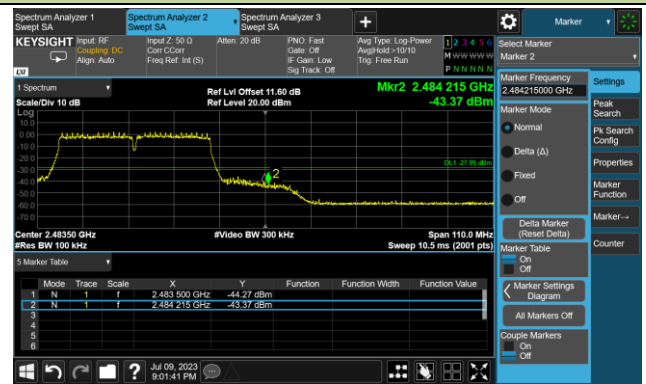 Spectrum Analyzer 1
Swept SA
Spectrum Analyzer 2
Swept SA
Spectrum Analyzer 3
Swept SA
+
Marker
KEYSIGHT
Input: RF
Coupling: DC
Align: Auto
Input Z: 50 Ω
Corr CCorr
Freq Ref: Int (S)
Atten: 20 dB
PNO: Fast
Gate: Off
IF Gain: Low
Sig Track: Off
Avg Type: Log-Power
Avg|Hold:>10/10
Trig: Free Run
1 2 3 4 5 6
M W W W W W
P N N N N N
LXI
Select Marker
Marker 2
1 Spectrum
Scale/Div 10 dB
Ref Lvl Offset 11.60 dB
Ref Level 20.00 dBm
Mkr2 2.484 215 GHz
-43.37 dBm
Log
10.0
0.00
-10.0
-20.0
-30.0
-40.0
-50.0
-60.0
-70.0
DL1 -27.99 dBm
2
Center 2.48350 GHz
#Res BW 100 kHz
#Video BW 300 kHz
Span 110.0 MHz
Sweep 10.5 ms (2001 pts)
5 Marker Table
Mode Trace Scale X Y Function Function Width Function Value
1 N 1 f 2.483 500 GHz -44.27 dBm
2 N 1 f 2.484 215 GHz -43.37 dBm
3
4
5
6
Marker Frequency
2.484215000 GHz
Marker Mode
Normal
Delta (Δ)
Fixed
Off
Delta Marker
(Reset Delta)
Marker Table
On
Off
Marker Settings
Diagram
All Markers Off
Couple Markers
On
Off
Settings
Peak
Search
Pk Search
Config
Properties
Marker
Function
Marker→
Counter
?
Jul 09, 2023
9:01:41 PM